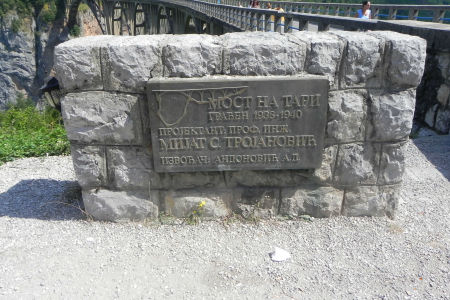 МОСТ НА ТАРИ
ГРАЂЕН 1938-1940
ПРОЈЕКТАНТ: ПРОФ. ИНЖ.
МИЈАТ С. ТРОЈАНОВИЋ
ИЗВОЂАЧ: АНДОНОВИЋ А.Д.